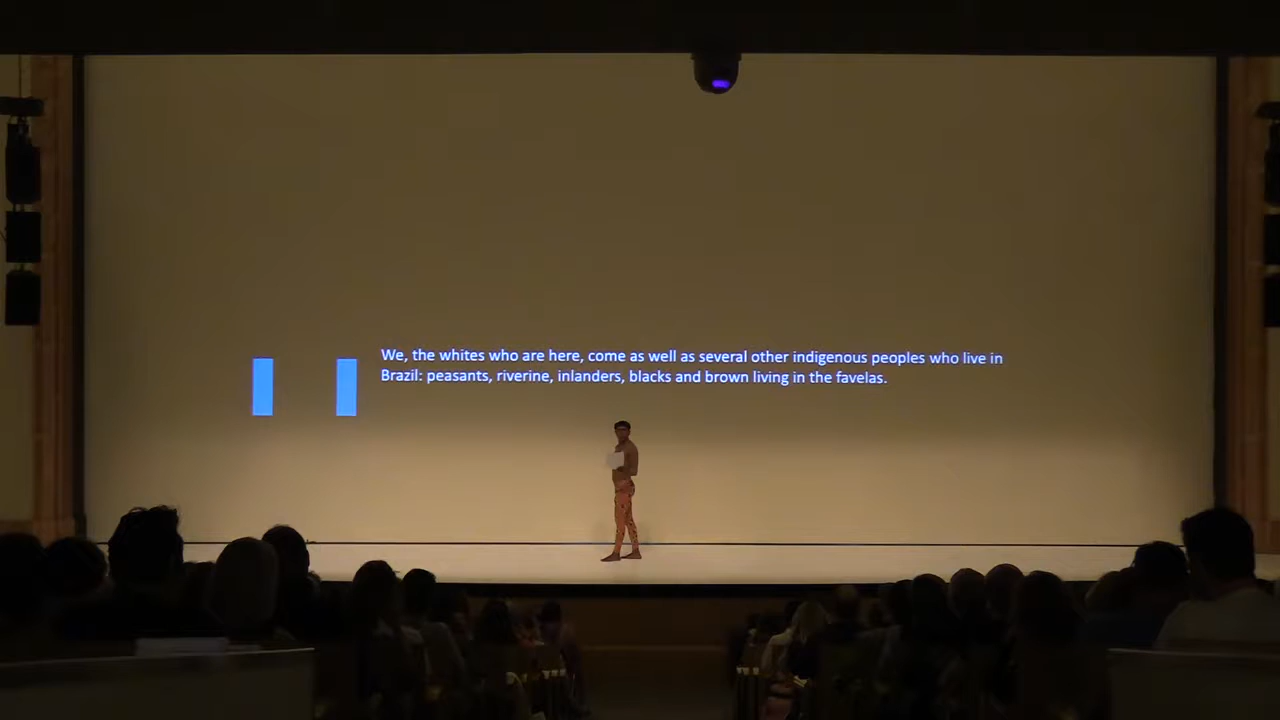 We, the whites who are here, come as well as several other indigenous peoples who live in
Brazil: peasants, riverine, inlanders, blacks and brown living in the favelas.